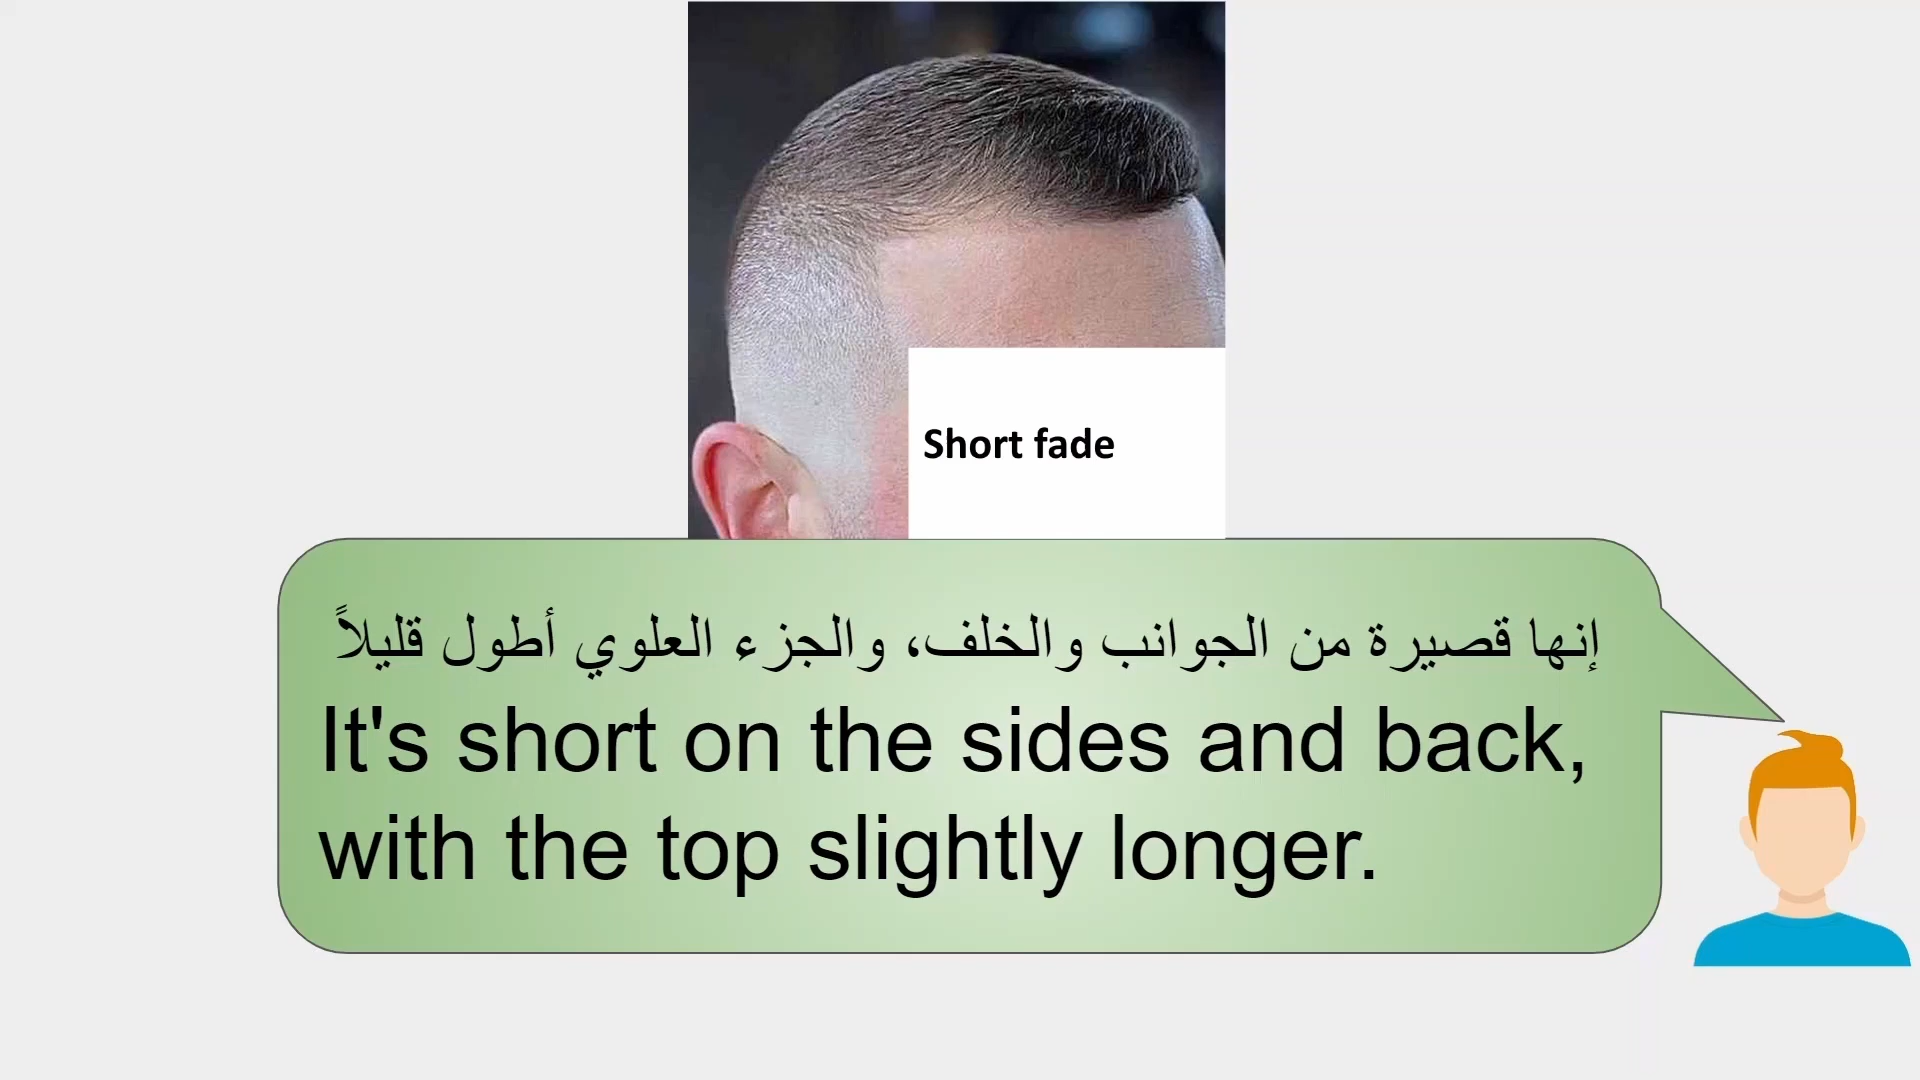 Short fade
إنها قصيرة من الجوانب والخلف، والجزء العلوي أطول قليلاً
It's short on the sides and back,
with the top slightly longer.